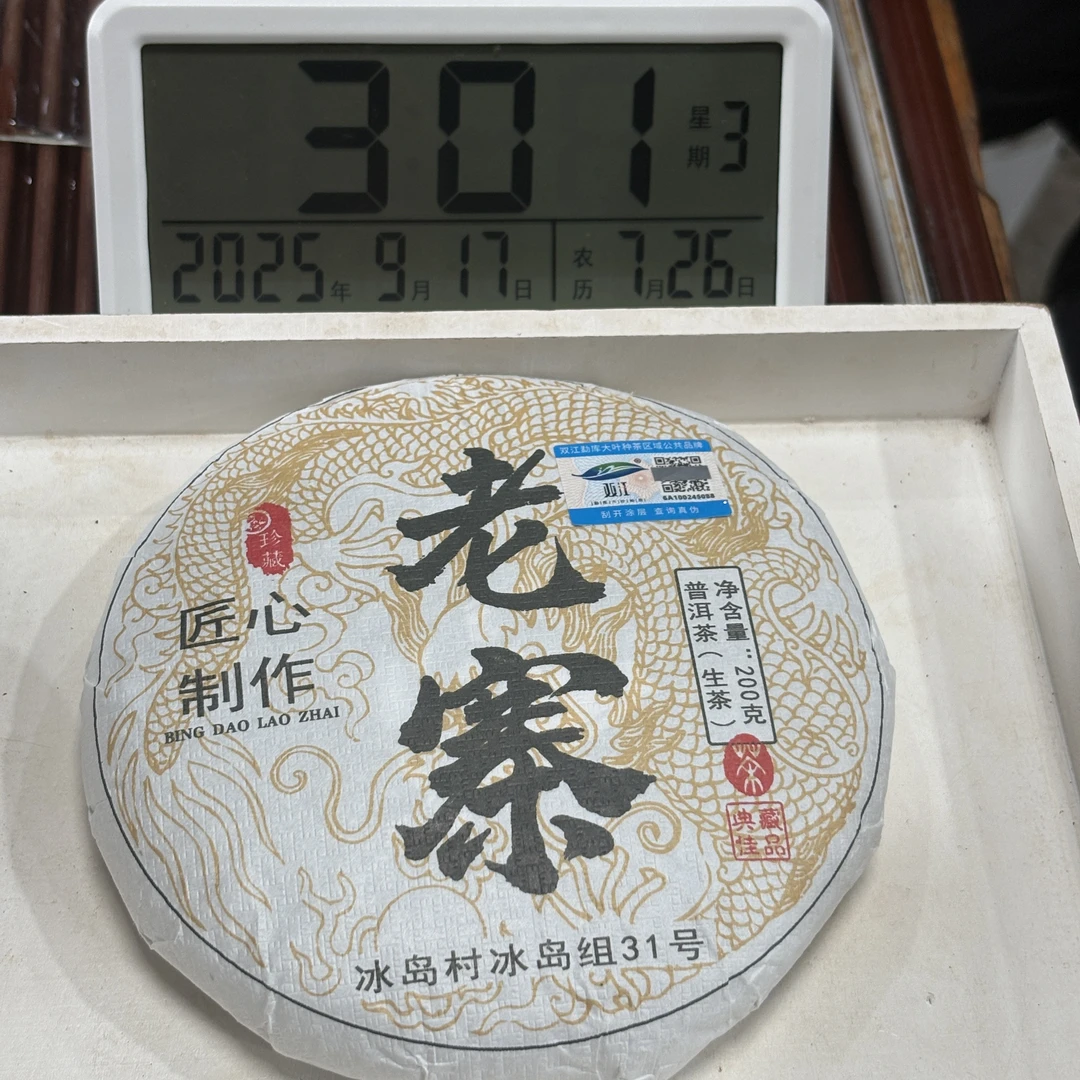 301
星期3
2025年 9月 17日
农历 7月26日
双江勐库大叶种茶区域公共品牌
双江
SA109249058
刮开涂层 查询真伪
老寨
珍藏
匠心
制作
BING DAO LAO ZHAI
净含量：200克
普洱茶（生茶）
茶
典藏
佳品
冰岛村冰岛组31号